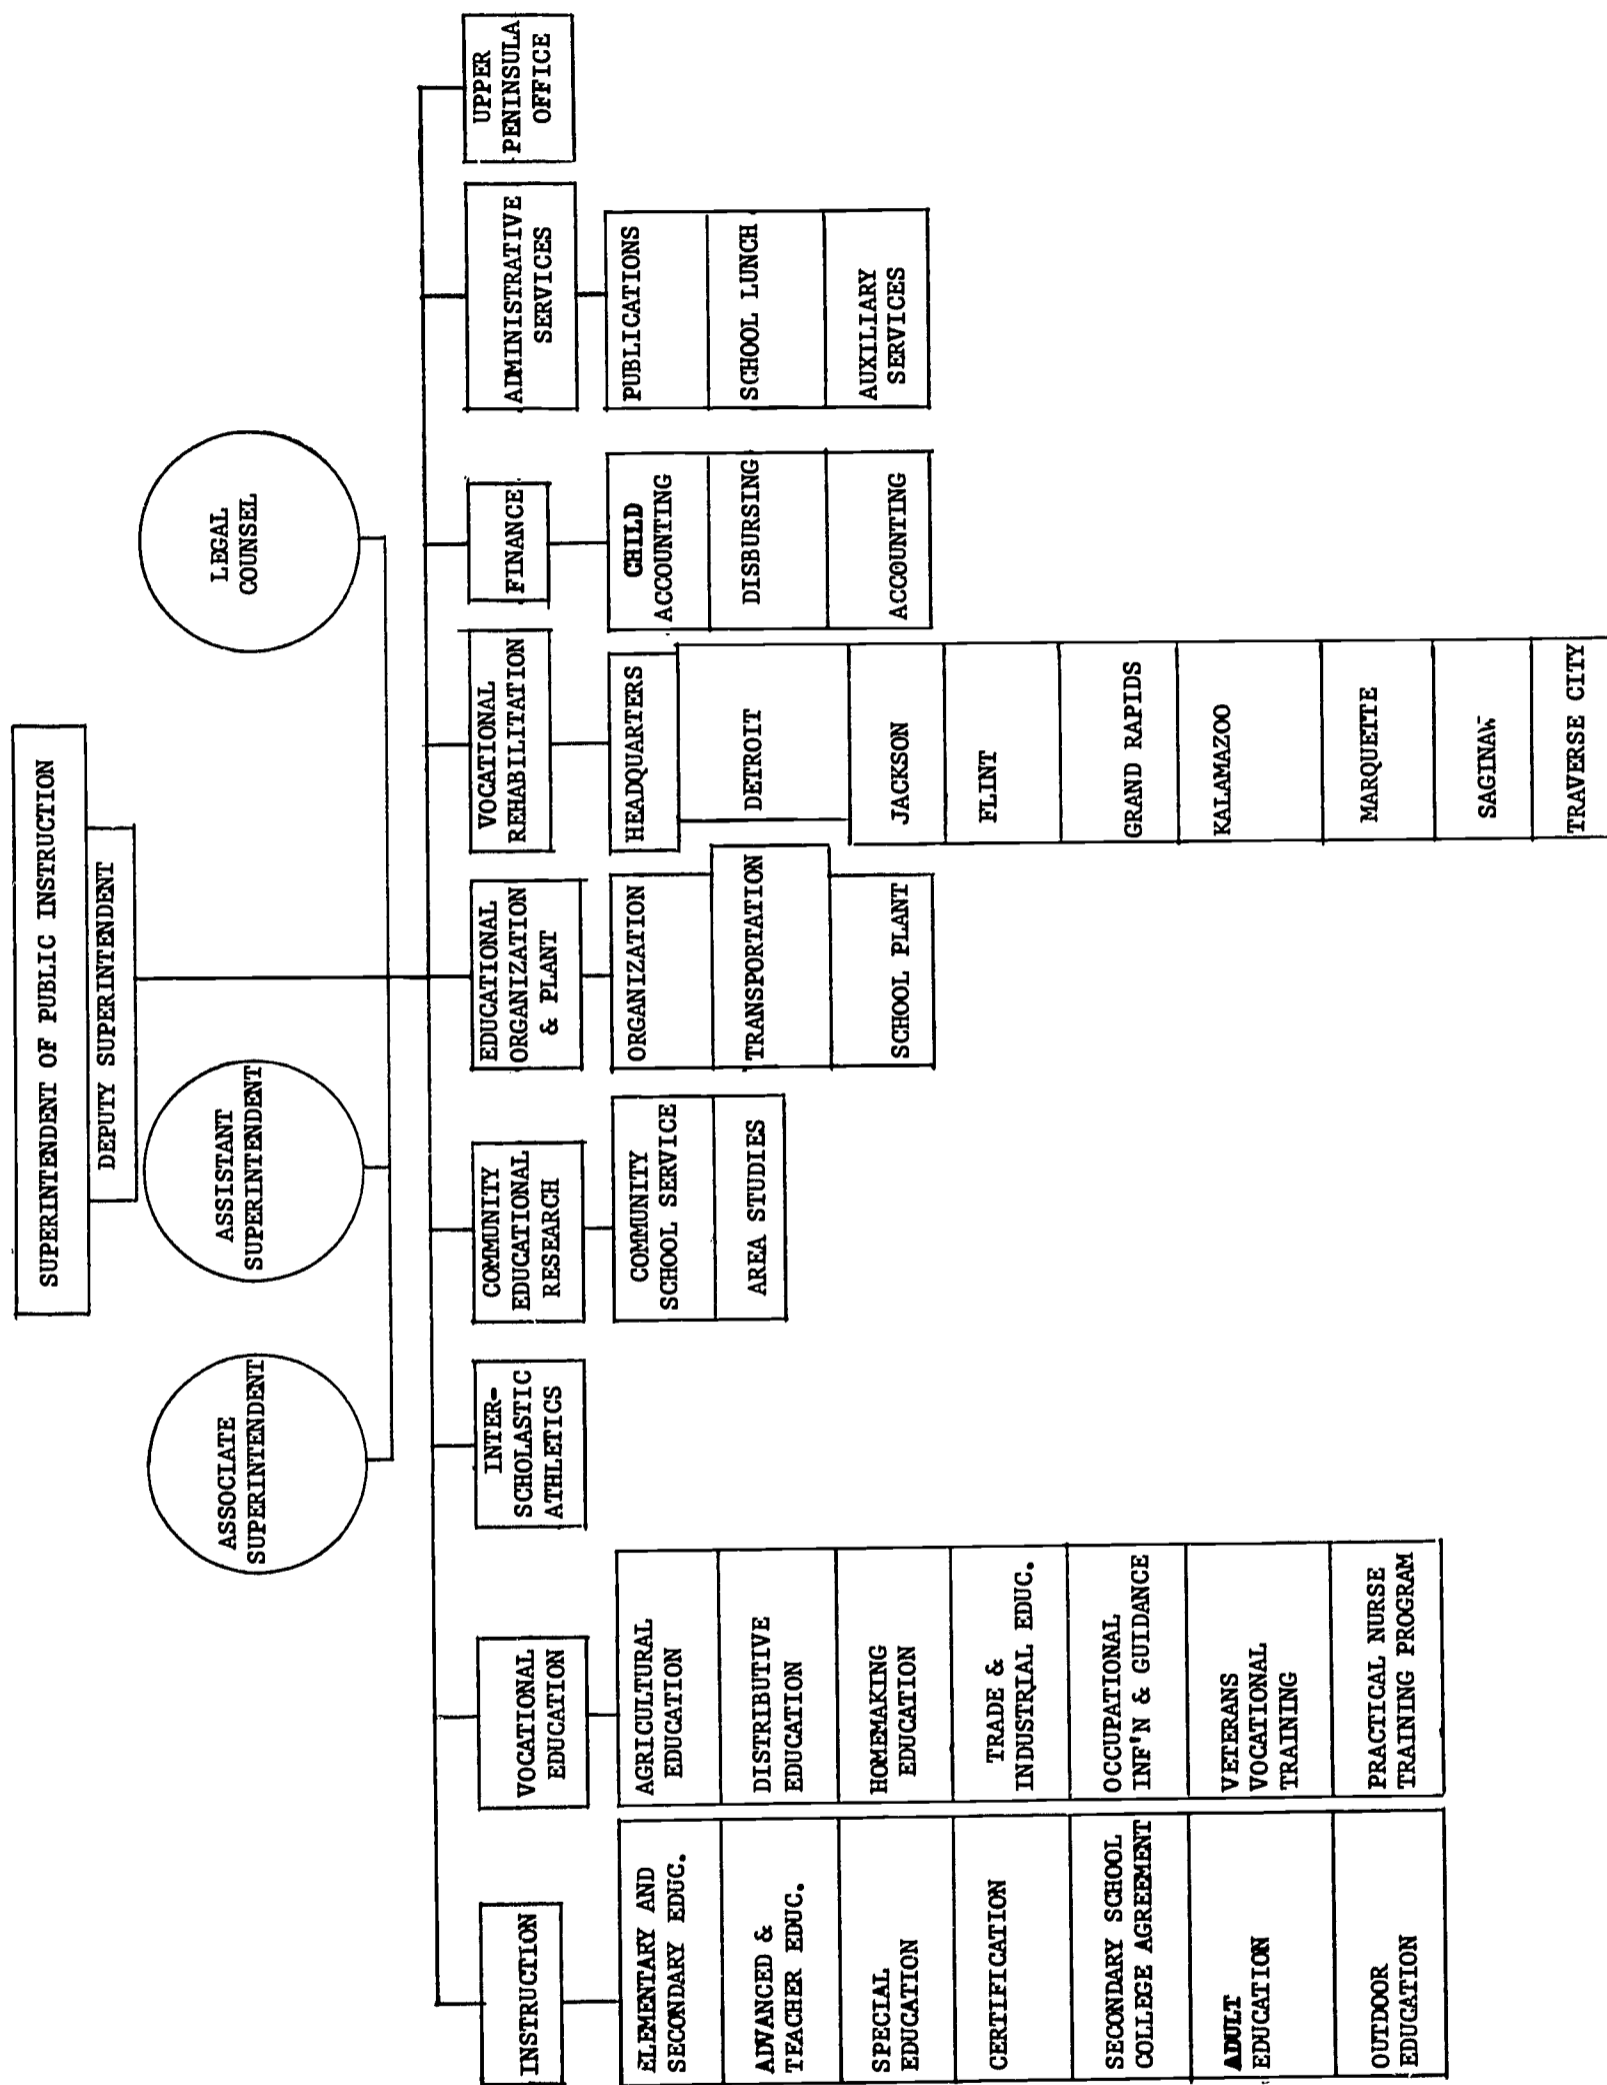 SUPERINTENDENT OF PUBLIC INSTRUCTION
DEPUTY SUPERINTENDENT
ASSOCIATE
SUPERINTENDENT
ASSISTANT
SUPERINTENDENT
LEGAL
COUNSEL
INSTRUCTION
ELEMENTARY AND
SECONDARY EDUC.
ADVANCED &
TEACHER EDUC.
SPECIAL
EDUCATION
CERTIFICATION
SECONDARY SCHOOL
COLLEGE AGREEMENT
ADULT
EDUCATION
OUTDOOR
EDUCATION
VOCATIONAL
EDUCATION
AGRICULTURAL
EDUCATION
DISTRIBUTIVE
EDUCATION
HOMEMAKING
EDUCATION
TRADE &
INDUSTRIAL EDUC.
OCCUPATIONAL
INF'N & GUIDANCE
VETERANS
VOCATIONAL
TRAINING
PRACTICAL NURSE
TRAINING PROGRAM
INTER-
SCHOLASTIC
ATHLETICS
COMMUNITY
EDUCATIONAL
RESEARCH
COMMUNITY
SCHOOL SERVICE
AREA STUDIES
EDUCATIONAL
ORGANIZATION
& PLANT
ORGANIZATION
TRANSPORTATION
SCHOOL PLANT
VOCATIONAL
REHABILITATION
HEADQUARTERS
DETROIT
JACKSON
FLINT
GRAND RAPIDS
KALAMAZOO
MARQUETTE
SAGINAW
TRAVERSE CITY
FINANCE
CHILD
ACCOUNTING
DISBURSING
ACCOUNTING
ADMINISTRATIVE
SERVICES
PUBLICATIONS
SCHOOL LUNCH
AUXILIARY
SERVICES
UPPER
PENINSULA
OFFICE